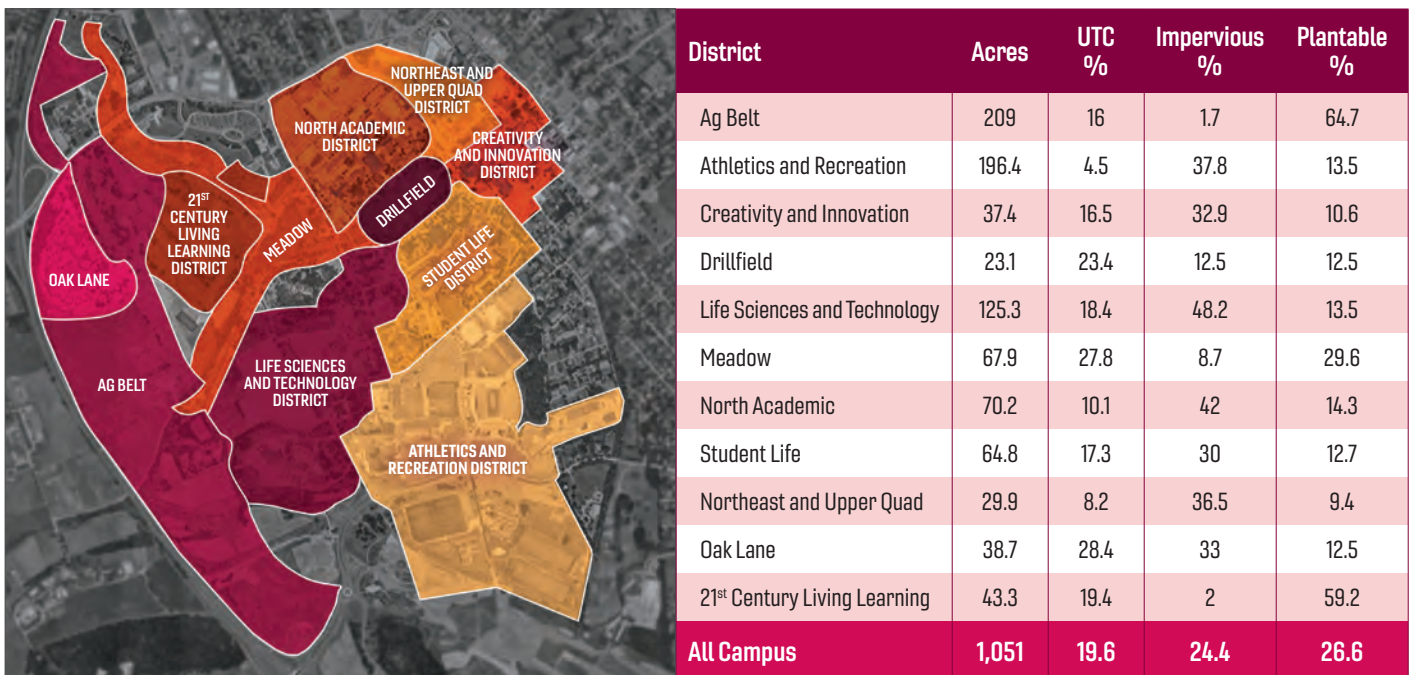 NORTHEAST AND
UPPER QUAD
DISTRICT
NORTH ACADEMIC
DISTRICT
CREATIVITY
AND INNOVATION
DISTRICT
DRILLFIELD
21ST
CENTURY
LIVING
LEARNING
DISTRICT
MEADOW
STUDENT LIFE
DISTRICT
OAK LANE
AG BELT
LIFE SCIENCES
AND TECHNOLOGY
DISTRICT
ATHLETICS AND
RECREATION DISTRICT
District Acres UTC % Impervious % Plantable %
Ag Belt 209 16 1.7 64.7
Athletics and Recreation 196.4 4.5 37.8 13.5
Creativity and Innovation 37.4 16.5 32.9 10.6
Drillfield 23.1 23.4 12.5 12.5
Life Sciences and Technology 125.3 18.4 48.2 13.5
Meadow 67.9 27.8 8.7 29.6
North Academic 70.2 10.1 42 14.3
Student Life 64.8 17.3 30 12.7
Northeast and Upper Quad 29.9 8.2 36.5 9.4
Oak Lane 38.7 28.4 33 12.5
21st Century Living Learning 43.3 19.4 2 59.2
All Campus 1,051 19.6 24.4 26.6